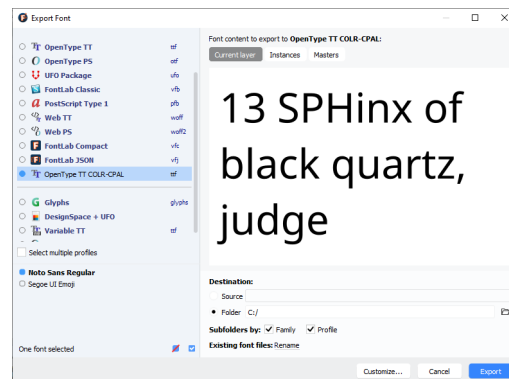 Export Font
OpenType TT ttf
OpenType PS otf
UFO Package ufo
FontLab Classic vfb
PostScript Type 1 pfb
Web TT woff
Web PS woff2
FontLab Compact vfc
FontLab JSON vfj
OpenType TT COLR-CPAL ttf
Glyphs glyphs
DesignSpace + UFO
Variable TT ttf
Select multiple profiles
Noto Sans Regular
Segoe UI Emoji
One font selected
Font content to export to OpenType TT COLR-CPAL:
Current layer Instances Masters
13 SPHinx of
black quartz,
judge
Destination:
Source
Folder C:/
Subfolders by: Family Profile
Existing font files: Rename
Customize... Cancel Export